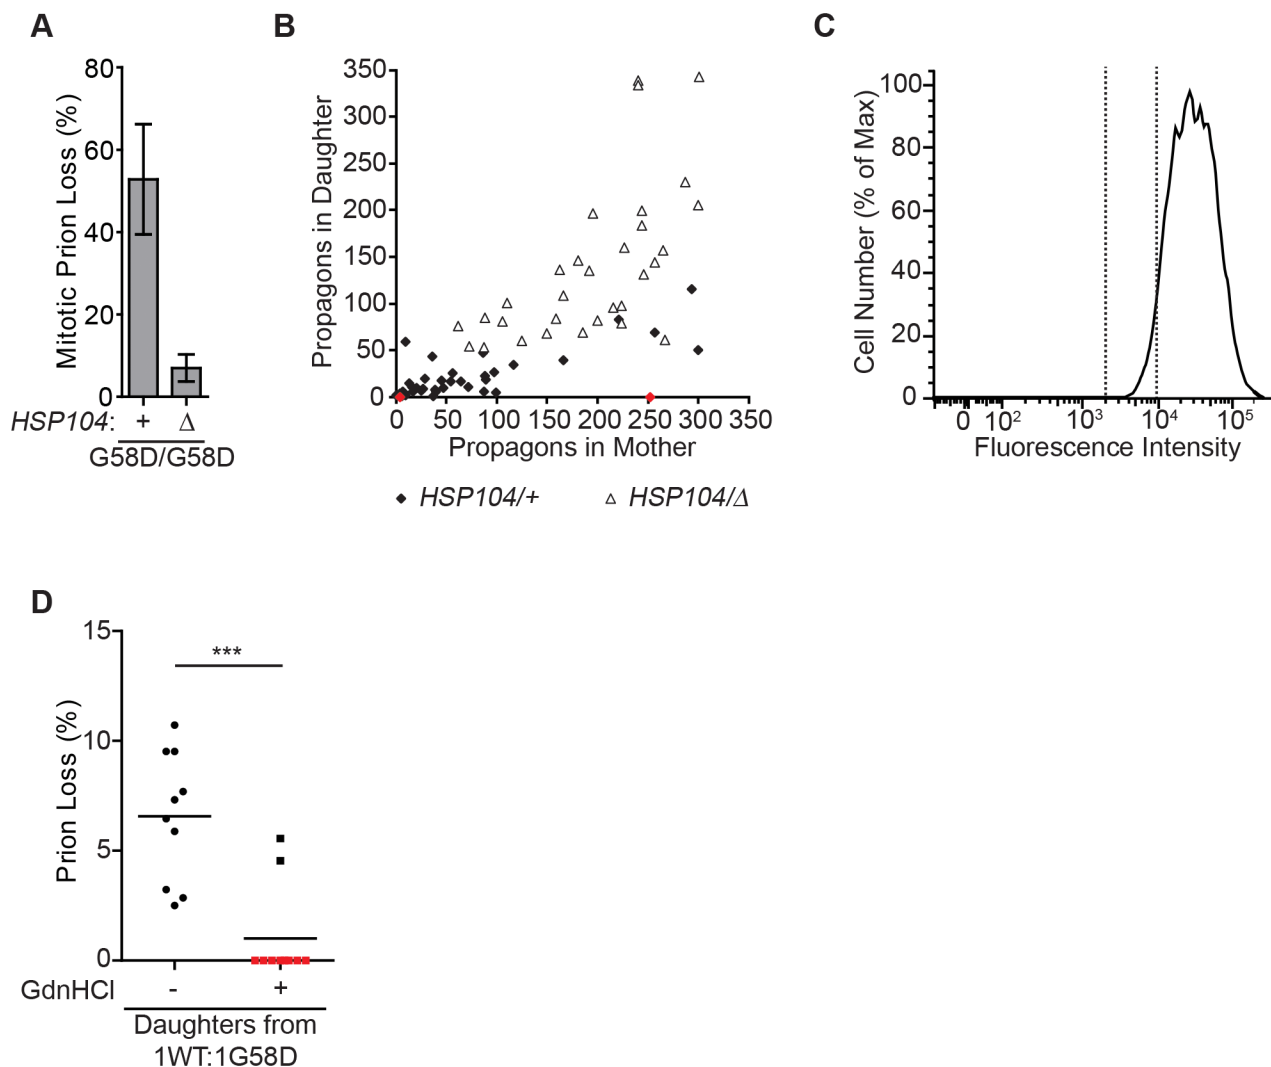 A
B
C
80
60
40
20
0
Mitotic Prion Loss (%)
HSP104: + Δ
G58D/G58D
350
300
250
200
150
100
50
0
Propagons in Daughter
0 50 100 150 200 250 300 350
Propagons in Mother
HSP104/+ HSP104/Δ
100
80
60
40
20
0
Cell Number (% of Max)
0 10² 10³ 10⁴ 10⁵
Fluorescence Intensity
D
15
10
5
0
Prion Loss (%)
***
GdnHCl - +
Daughters from
1WT:1G58D